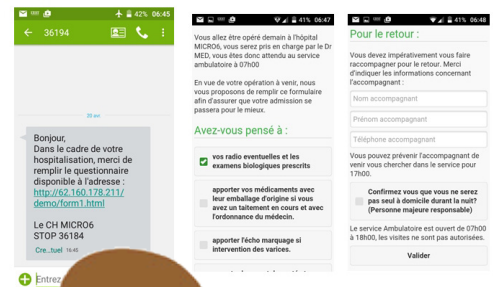 42% 06:45
36194
20 avr.
Bonjour,
Dans le cadre de votre
hospitalisation, merci de
remplir le questionnaire
disponible à l'adresse :
http://62.160.178.211/
demo/form1.html
Le CH MICRO6
STOP 36184
Cre...tuel 16:45
Entrez
41% 06:47
Vous allez être opéré demain à l'hôpital
MICRO6, vous serez pris en charge par le Dr
MED, vous êtes donc attendu au service
ambulatoire à 07h00
En vue de votre opération à venir, nous
vous proposons de remplir ce formulaire
afin d'assurer que votre admission se
passera pour le mieux.
Avez-vous pensé à :
vos radio eventuelles et les
examens biologiques prescrits
apporter vos médicaments avec
leur emballage d'origine si vous
avez un taitement en cours et avec
l'ordonnance du médecin.
apporter l'écho marquage si
intervention des varices.
41% 06:48
Pour le retour :
Vous devez impérativement vous faire
raccompagner pour le retour. Merci
d'indiquer les informations concernant
l'accompagnant :
Nom accompagnant
Prénom accompagnant
Téléphone accompagnant
Vous pouvez prévenir l'accompagnant de
venir vous chercher dans le service pour
17h00.
Confirmez vous que vous ne serez
pas seul à domicile durant la nuit?
(Personne majeure responsable)
Le service Ambulatoire est ouvert de 07h00
à 18h00, les visites ne sont pas autorisées.
Valider